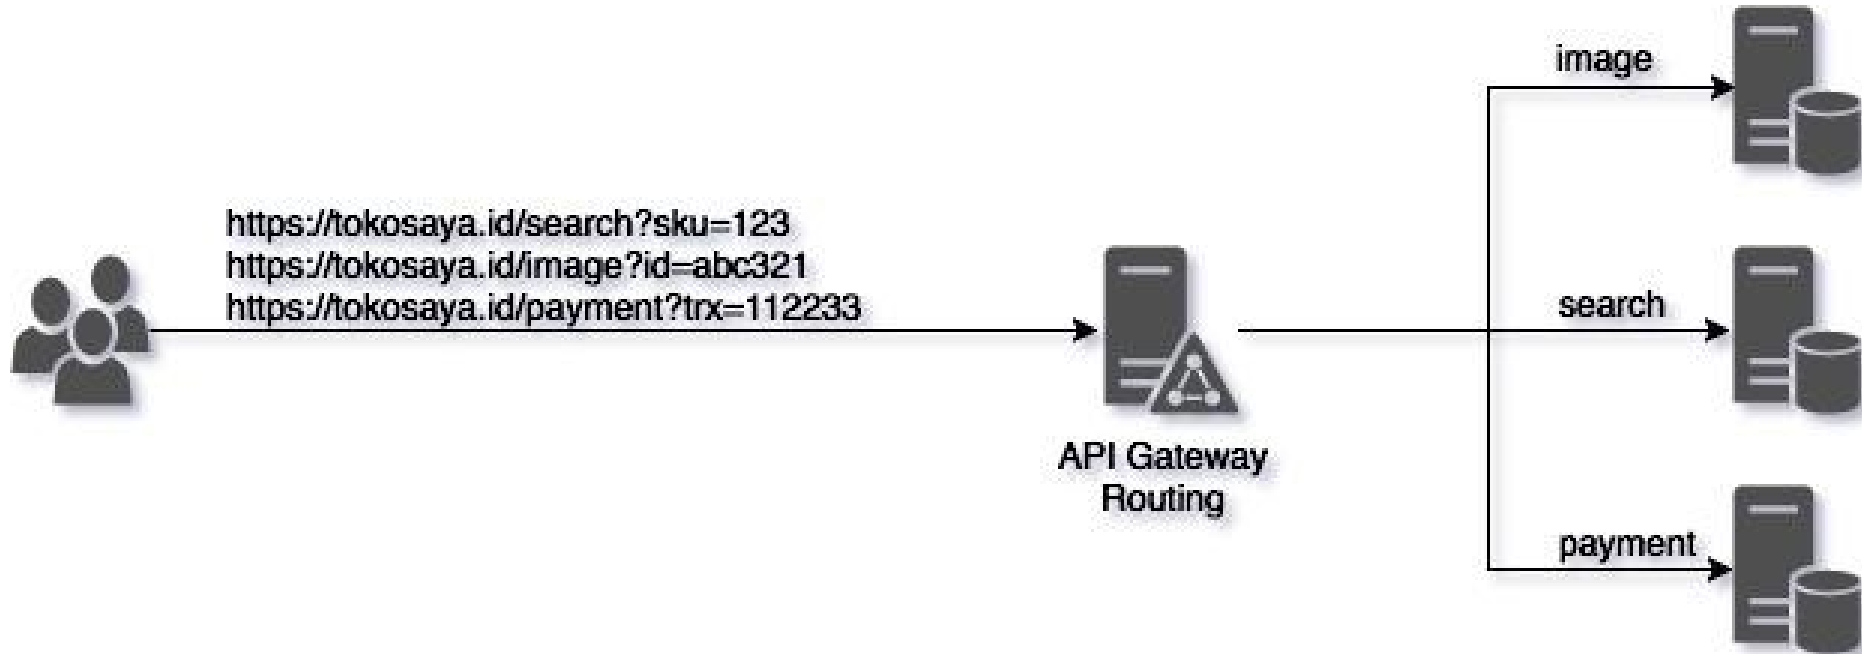 https://tokosaya.id/search?sku=123
https://tokosaya.id/image?id=abc321
https://tokosaya.id/payment?trx=112233
API Gateway
Routing
image
search
payment